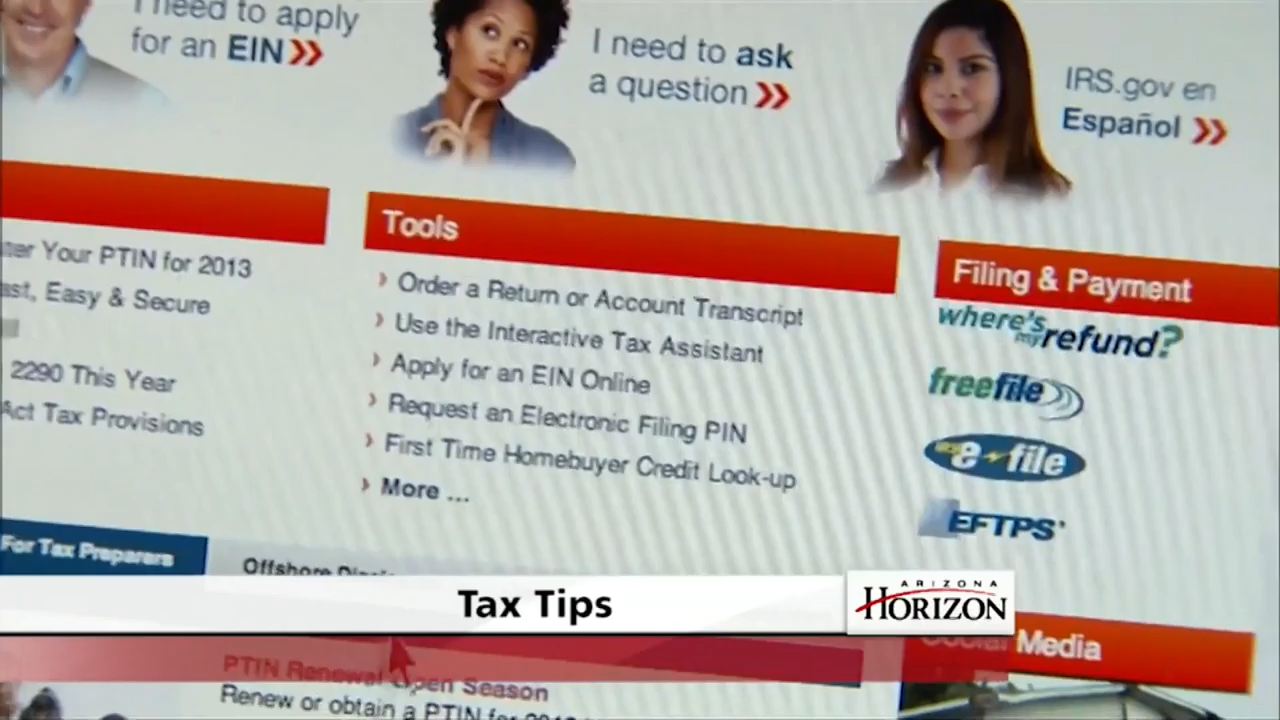 I need to apply
for an EIN
I need to ask
a question
IRS.gov en
Español
Your PTIN for 2013
Easy & Secure
2290 This Year
Act Tax Provisions
Tools
Order a Return or Account Transcript
Use the Interactive Tax Assistant
Apply for an EIN Online
Request an Electronic Filing PIN
First Time Homebuyer Credit Look-up
More ...
Filing & Payment
where's my refund?
freefile
e file
EFTPS
For Tax Preparers
Offshore
Tax Tips
ARIZONA
HORIZON
Social Media
PTIN Renewal Open Season
Renew or obtain a PTIN for